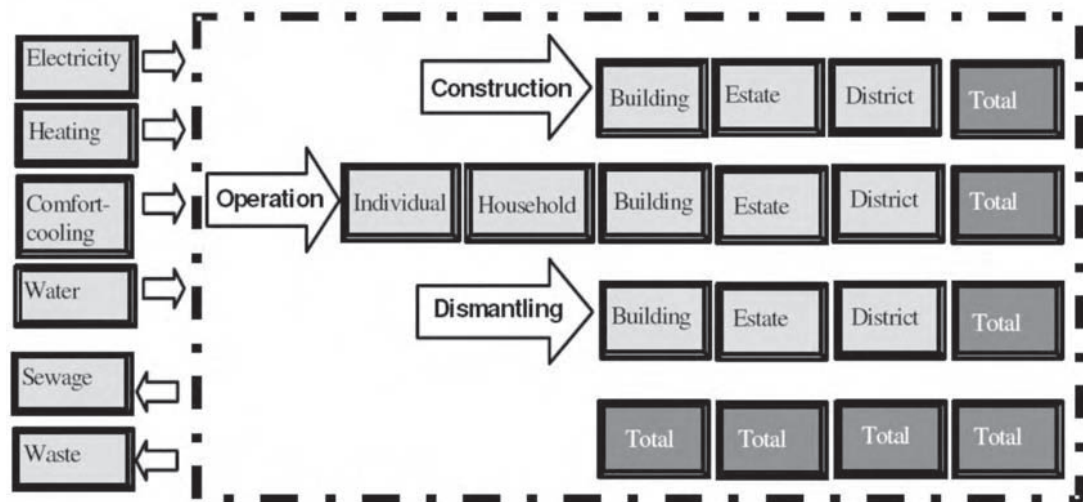 Electricity
Heating
Comfort-
cooling
Water
Sewage
Waste
Construction
Building
Estate
District
Total
Operation
Individual
Household
Building
Estate
District
Total
Dismantling
Building
Estate
District
Total
Total
Total
Total
Total